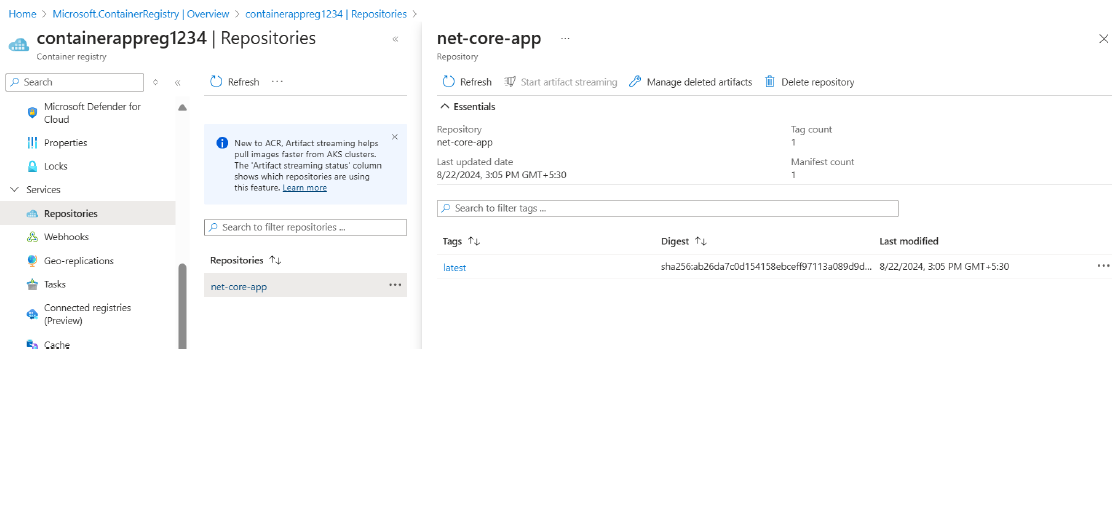 Home > Microsoft.ContainerRegistry | Overview > containerappreg1234 | Repositories >
containerappreg1234 | Repositories
Container registry
Search
Microsoft Defender for
Cloud
Properties
Locks
Services
Repositories
Webhooks
Geo-replications
Tasks
Connected registries
(Preview)
Cache
Refresh
New to ACR, Artifact streaming helps
pull images faster from AKS clusters.
The 'Artifact streaming status' column
shows which repositories are using
this feature. Learn more
Search to filter repositories ...
Repositories
net-core-app
net-core-app
Repository
Refresh Start artifact streaming Manage deleted artifacts Delete repository
Essentials
Repository
net-core-app
Tag count
1
Last updated date
8/22/2024, 3:05 PM GMT+5:30
Manifest count
1
Search to filter tags ...
Tags Digest Last modified
latest sha256:ab26da7c0d154158ebceff97113a089d9d... 8/22/2024, 3:05 PM GMT+5:30